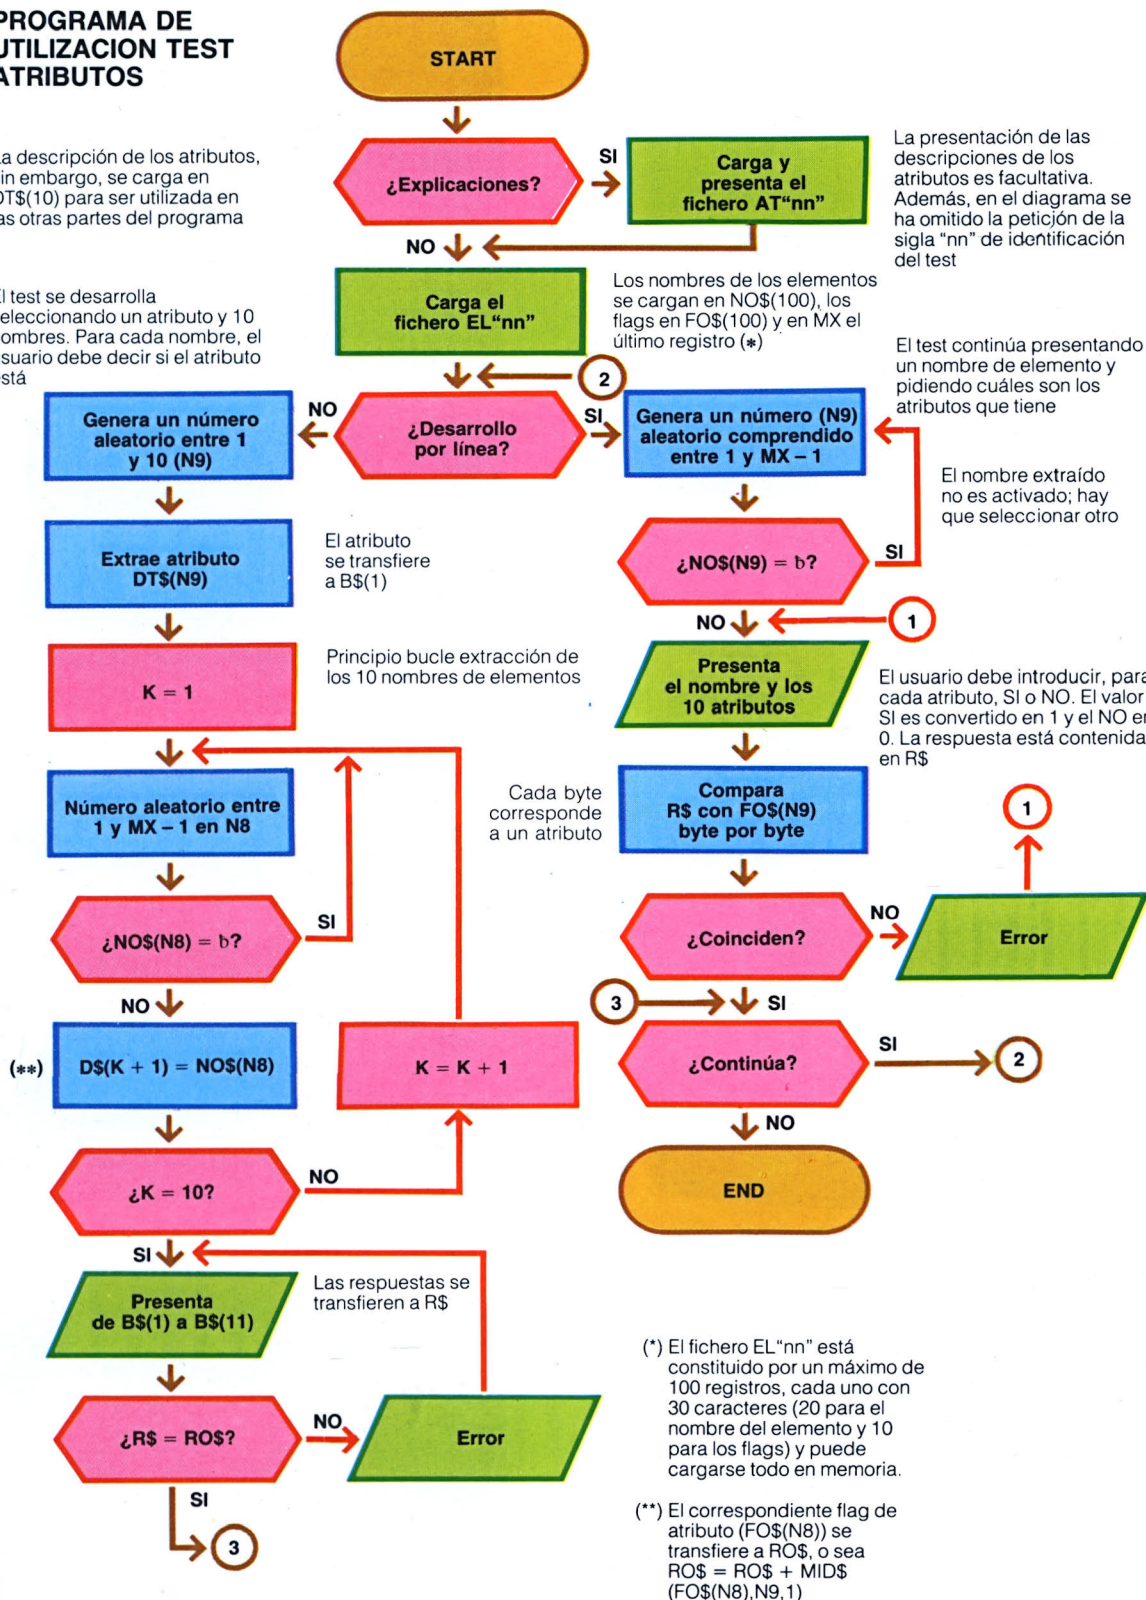 PROGRAMA DE
UTILIZACION TEST
ATRIBUTOS
START
La descripción de los atributos,
sin embargo, se carga en
DT$(10) para ser utilizada en
las otras partes del programa
¿Explicaciones?
SI
Carga y
presenta el
fichero AT“nn”
La presentación de las
descripciones de los
atributos es facultativa.
Además, en el diagrama se
ha omitido la petición de la
sigla “nn” de identificación
del test
NO
El test se desarrolla
seleccionando un atributo y 10
nombres. Para cada nombre, el
usuario debe decir si el atributo
está
Carga el
fichero EL“nn”
Los nombres de los elementos
se cargan en NO$(100), los
flags en FO$(100) y en MX el
último registro (*)
2
El test continúa presentando
un nombre de elemento y
pidiendo cuáles son los
atributos que tiene
Genera un número
aleatorio entre 1
y 10 (N9)
NO
¿Desarrollo
por línea?
SI
Genera un número (N9)
aleatorio comprendido
entre 1 y MX – 1
El nombre extraído
no es activado; hay
que seleccionar otro
Extrae atributo
DT$(N9)
El atributo
se transfiere
a B$(1)
¿NO$(N9) = b?
SI
NO
1
K = 1
Principio bucle extracción de
los 10 nombres de elementos
Presenta
el nombre y los
10 atributos
El usuario debe introducir, para
cada atributo, SI o NO. El valor
SI es convertido en 1 y el NO en
0. La respuesta está contenida
en R$
Número aleatorio entre
1 y MX – 1 en N8
Cada byte
corresponde
a un atributo
Compara
R$ con FO$(N9)
byte por byte
1
¿NO$(N8) = b?
SI
¿Coinciden?
NO
Error
NO
3
SI
(**)
D$(K + 1) = NO$(N8)
K = K + 1
¿Continúa?
SI
2
NO
¿K = 10?
NO
END
SI
Presenta
de B$(1) a B$(11)
Las respuestas se
transfieren a R$
¿R$ = RO$?
NO
Error
SI
3
(*) El fichero EL“nn” está
constituido por un máximo de
100 registros, cada uno con
30 caracteres (20 para el
nombre del elemento y 10
para los flags) y puede
cargarse todo en memoria.
(**) El correspondiente flag de
atributo (FO$(N8)) se
transfiere a RO$, o sea
RO$ = RO$ + MID$
(FO$(N8),N9,1)